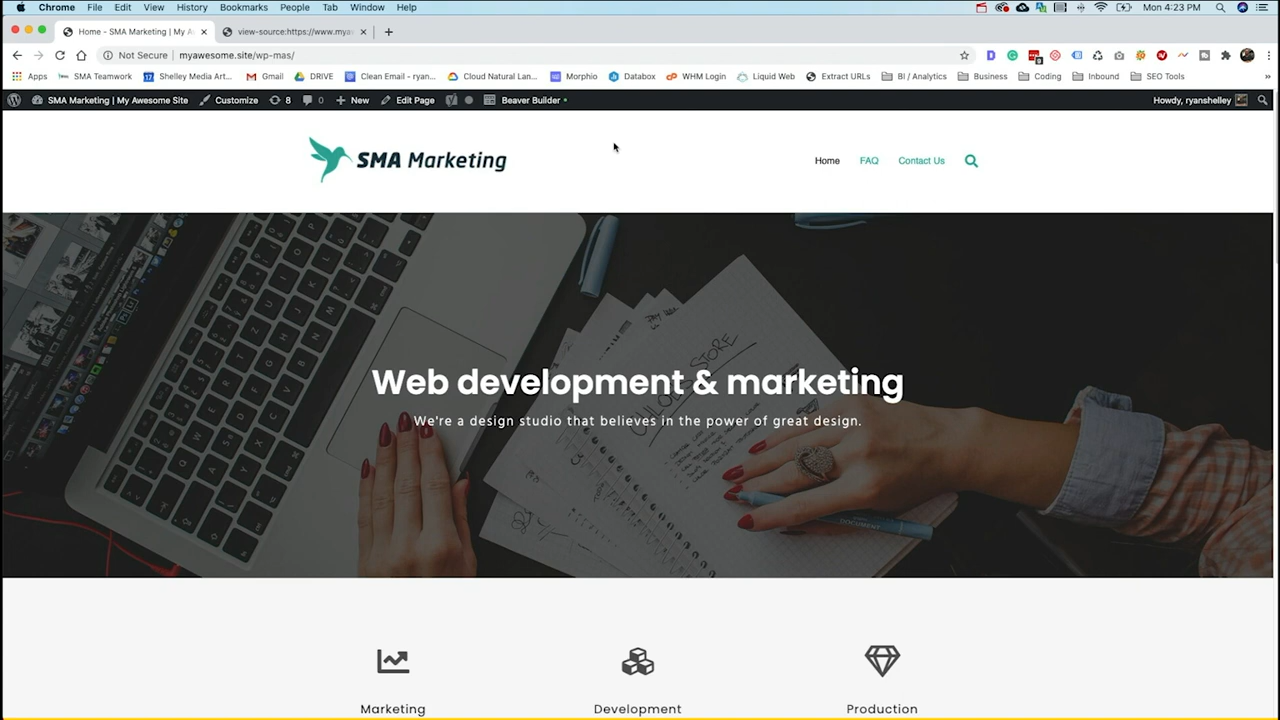 Chrome File Edit View History Bookmarks People Tab Window Help Mon 4:23 PM
Home - SMA Marketing | My A view-source:https://www.myaw
Not Secure myawesome.site/wp-mas/
Apps SMA Teamwork 17 Shelley Media Art... Gmail DRIVE Clean Email - ryan... Cloud Natural Lan... Morphio Databox WHM Login Liquid Web Extract URLs BI / Analytics Business Coding Inbound SEO Tools »
SMA Marketing | My Awesome Site Customize 8 0 New Edit Page Beaver Builder Howdy, ryanshelley
SMA Marketing
Home FAQ Contact Us
STORE
Web development & marketing
We're a design studio that believes in the power of great design.
DOCUMENT
Marketing Development Production